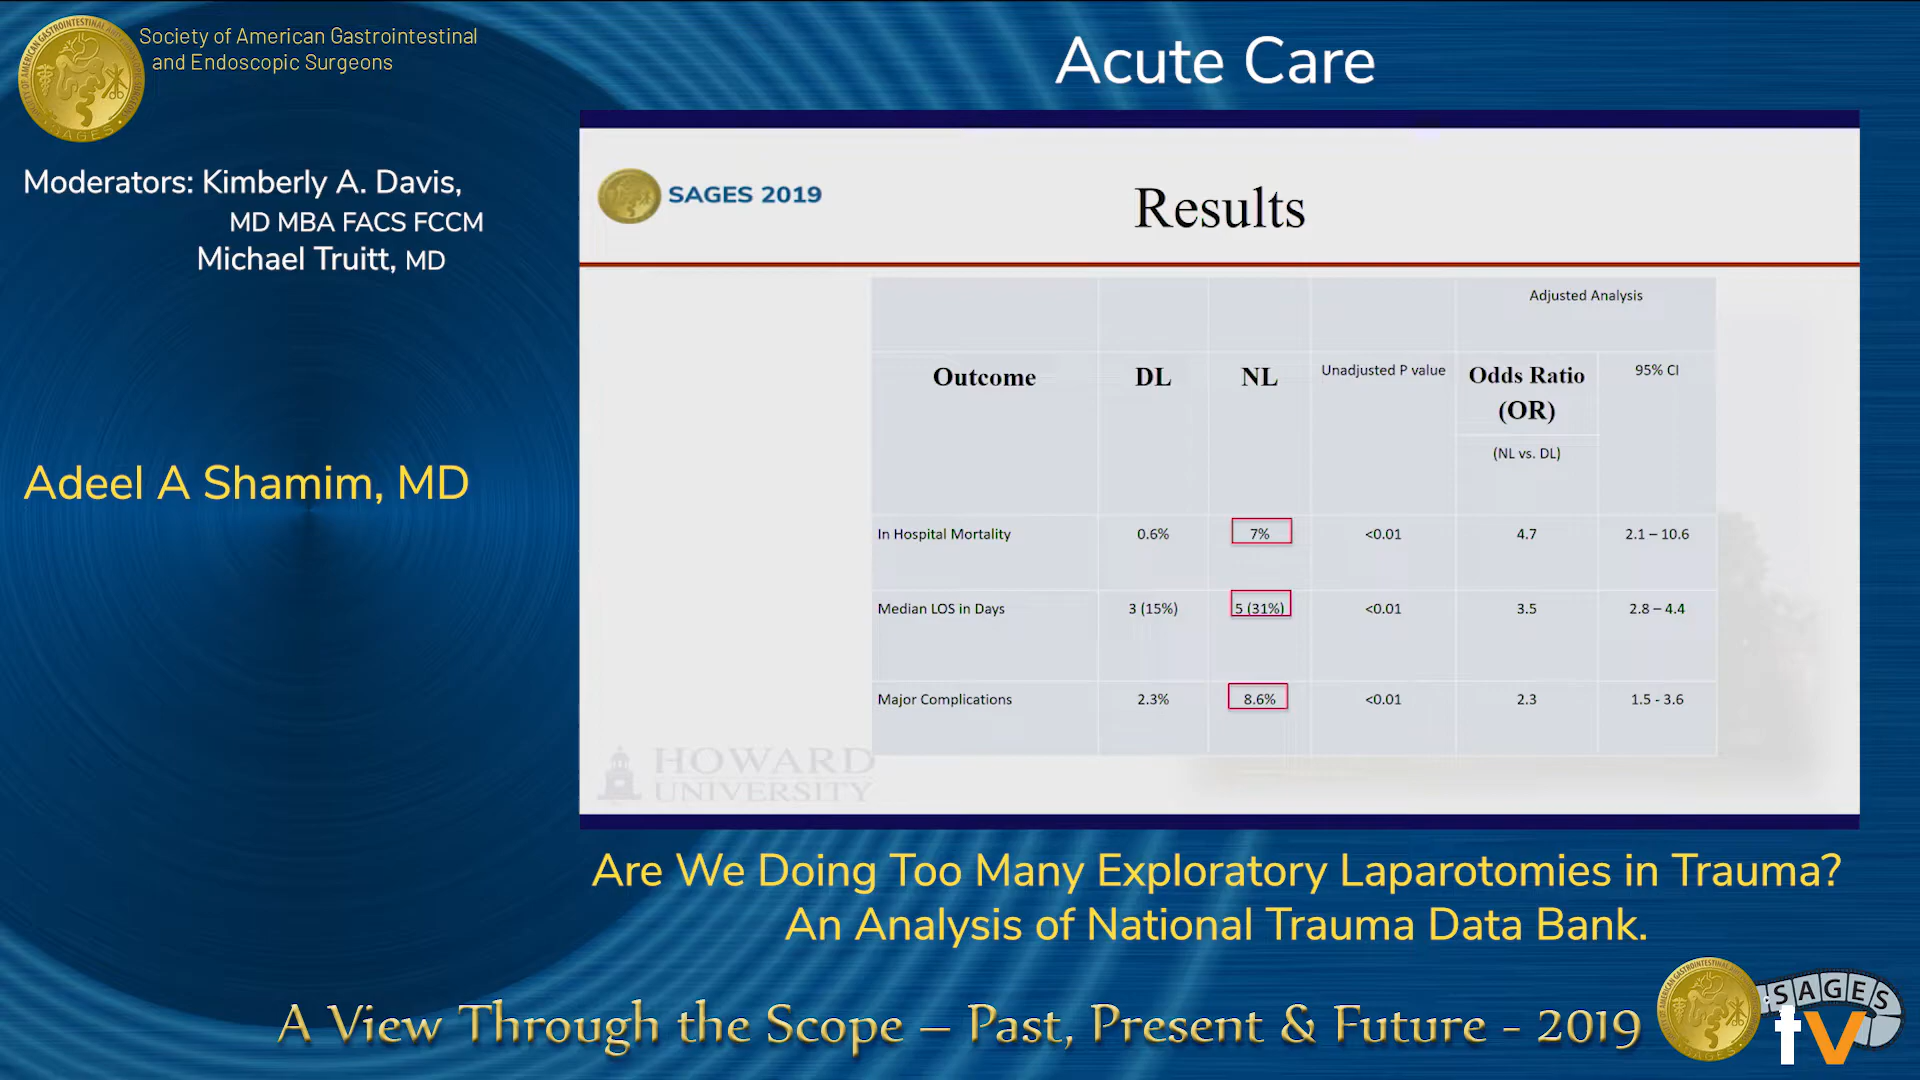 Society of American Gastrointestinal
and Endoscopic Surgeons
Acute Care
Moderators: Kimberly A. Davis,
MD MBA FACS FCCM
Michael Truitt, MD
Adeel A Shamim, MD
SAGES 2019
Results
Adjusted Analysis
Outcome DL NL Unadjusted P value Odds Ratio (OR) 95% CI
(NL vs. DL)
In Hospital Mortality 0.6% 7% <0.01 4.7 2.1 – 10.6
Median LOS in Days 3 (15%) 5 (31%) <0.01 3.5 2.8 – 4.4
Major Complications 2.3% 8.6% <0.01 2.3 1.5 - 3.6
HOWARD
UNIVERSITY
Are We Doing Too Many Exploratory Laparotomies in Trauma?
An Analysis of National Trauma Data Bank.
A View Through the Scope – Past, Present & Future - 2019
SAGES
tv